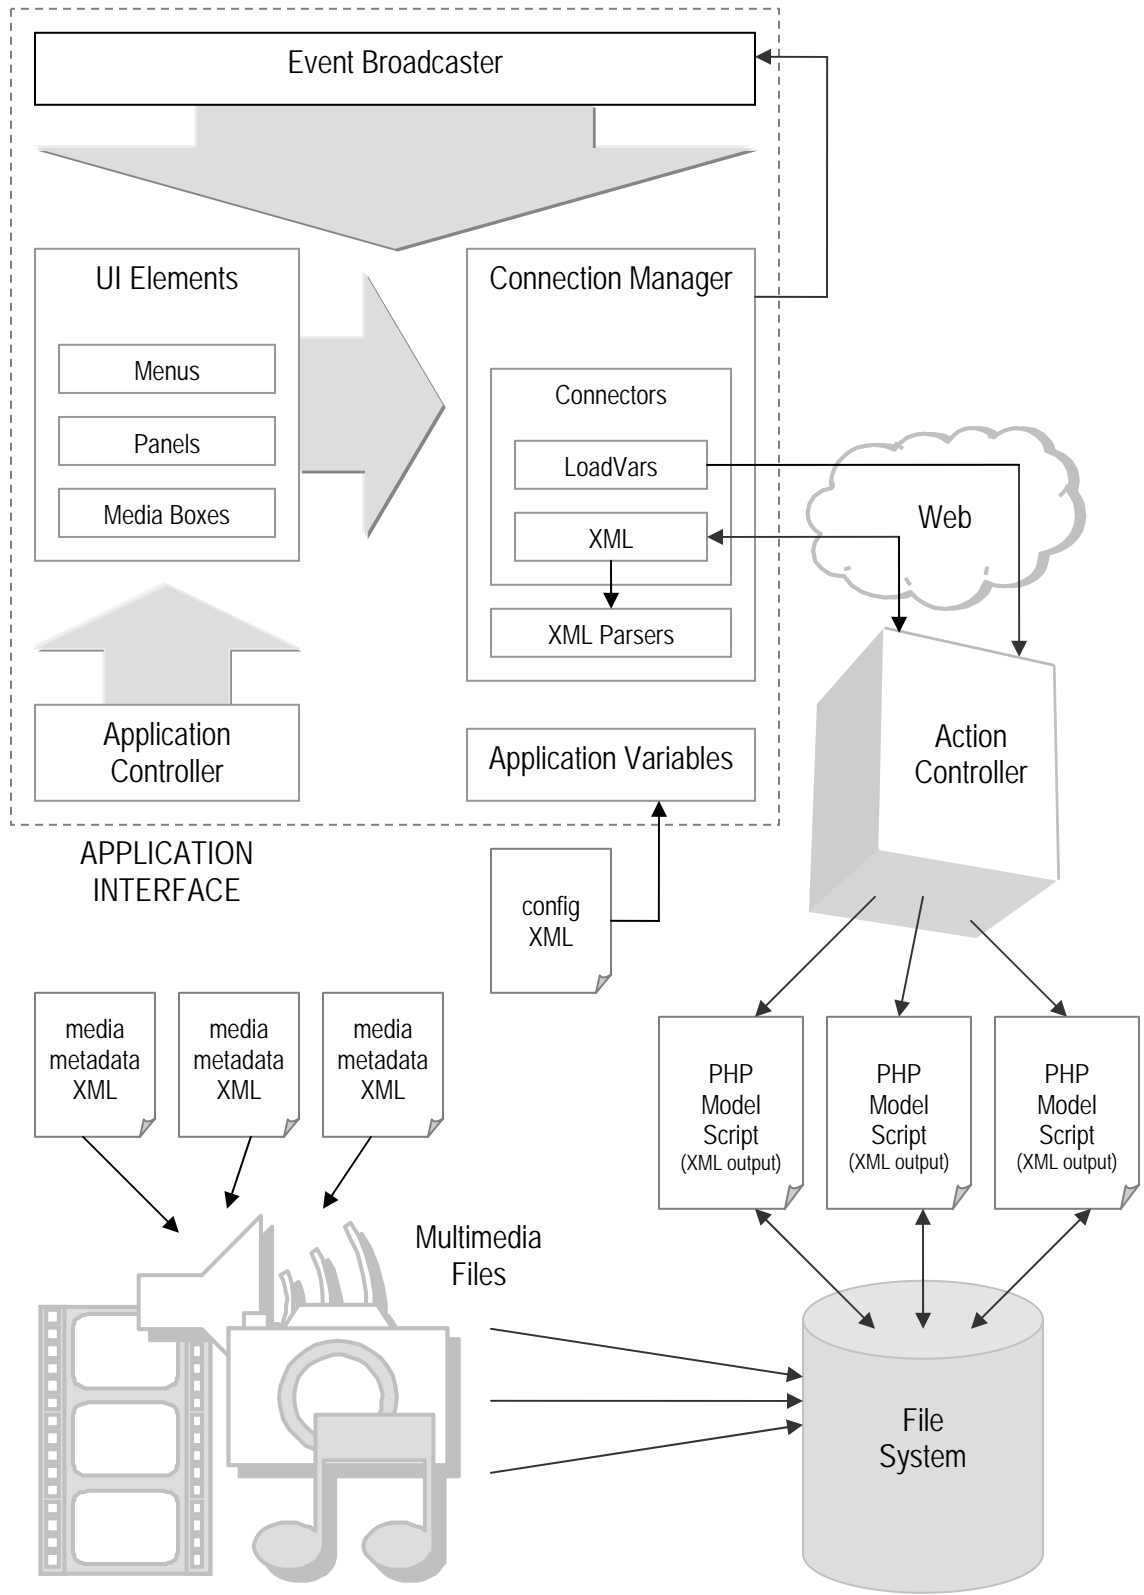 Event Broadcaster
UI Elements
Menus
Panels
Media Boxes
Connection Manager
Connectors
LoadVars
XML
XML Parsers
Web
Application
Controller
Application Variables
Action
Controller
APPLICATION
INTERFACE
config
XML
media
metadata
XML
media
metadata
XML
media
metadata
XML
PHP
Model
Script
(XML output)
PHP
Model
Script
(XML output)
PHP
Model
Script
(XML output)
Multimedia
Files
File
System